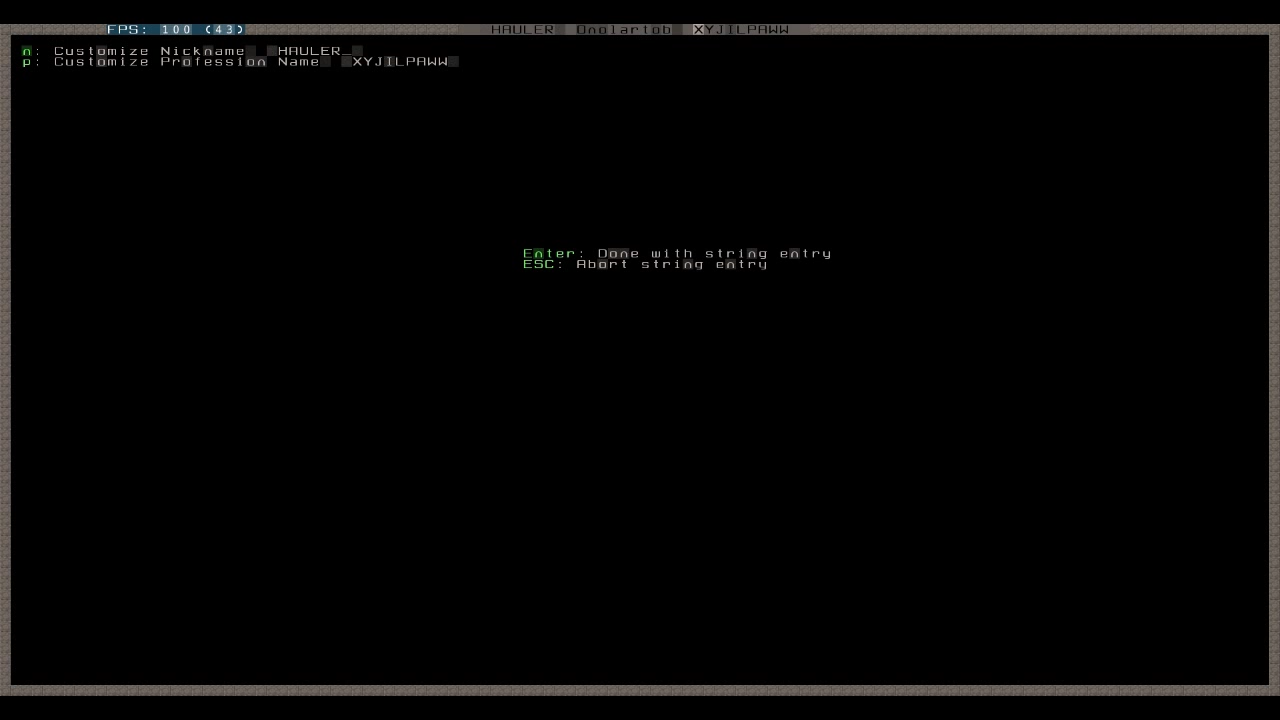 FPS: 100 (43) HAULER Onolartob XYJILPAWW
n: Customize Nickname HAULER_
p: Customize Profession Name XYJILPAWW
Enter: Done with string entry
ESC: Abort string entry